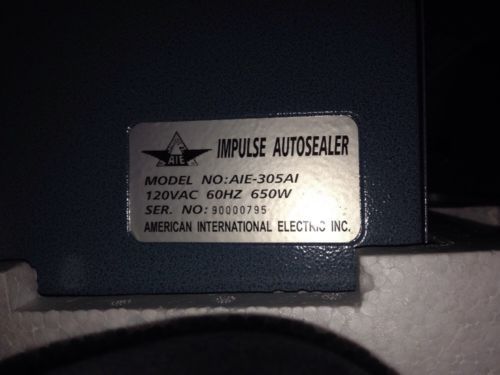 AIE
IMPULSE AUTOSEALER
MODEL NO:AIE-305AI
120VAC 60HZ 650W
SER. NO: 90000795
AMERICAN INTERNATIONAL ELECTRIC INC.